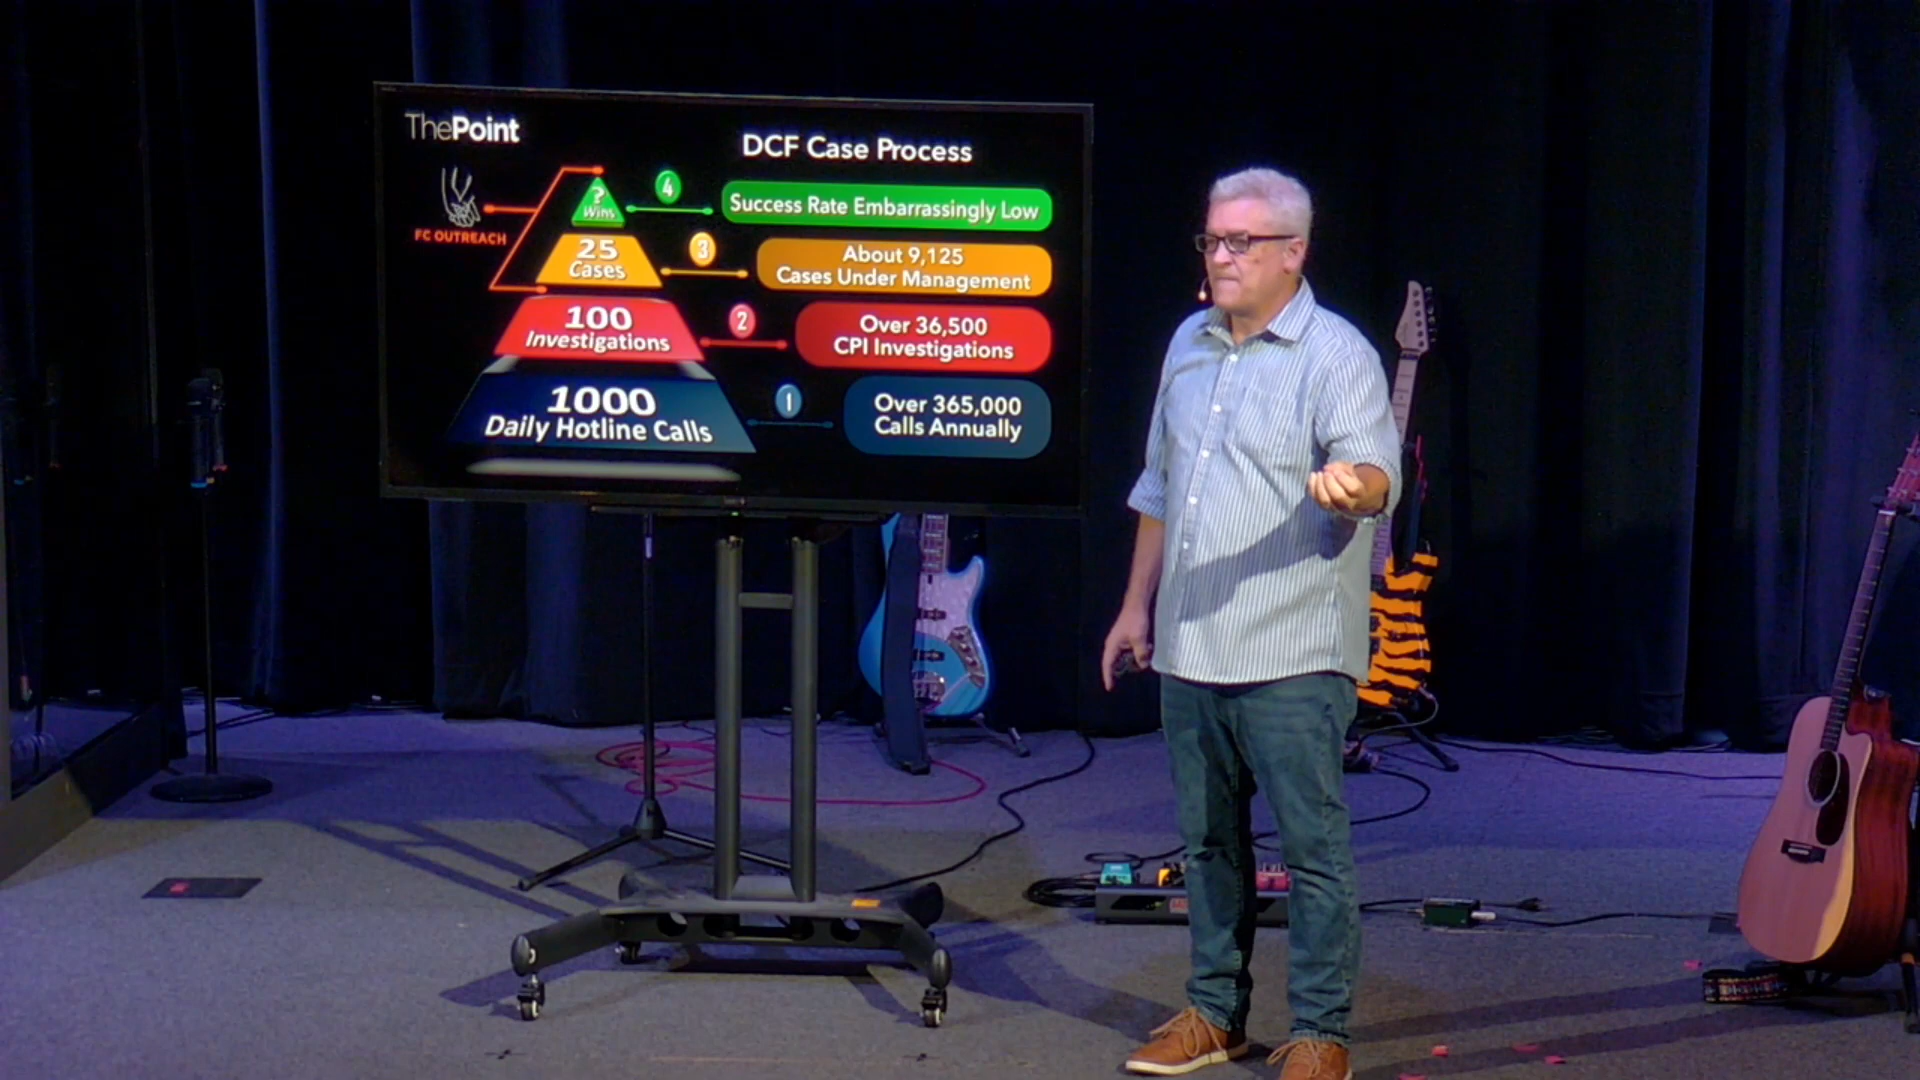 ThePoint
DCF Case Process
FC OUTREACH
?
Wins
4
Success Rate Embarrassingly Low
25
Cases
3
About 9,125
Cases Under Management
100
Investigations
2
Over 36,500
CPI Investigations
1000
Daily Hotline Calls
1
Over 365,000
Calls Annually